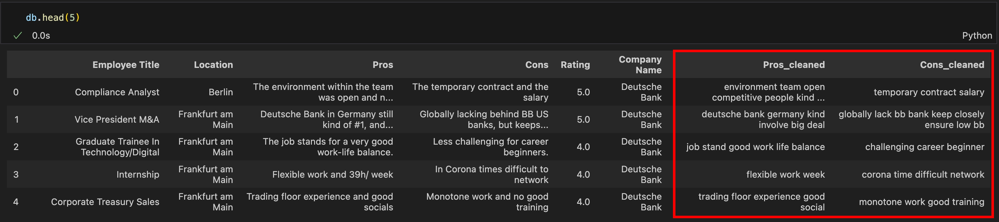 db.head(5)
0.0s
Python
Employee Title Location Pros Cons Rating Company Name Pros_cleaned Cons_cleaned
0 Compliance Analyst Berlin The environment within the team was open and n... The temporary contract and the salary 5.0 Deutsche Bank environment team open competitive people kind ... temporary contract salary
1 Vice President M&A Frankfurt am Main Deutsche Bank in Germany still kind of #1, and... Globally lacking behind BB US banks, but keeps... 5.0 Deutsche Bank deutsche bank germany kind involve big deal globally lack bb bank keep closely ensure low bb
2 Graduate Trainee In Technology/Digital Frankfurt am Main The job stands for a very good work-life balance. Less challenging for career beginners. 4.0 Deutsche Bank job stand good work life balance challenging career beginner
3 Internship Frankfurt am Main Flexible work and 39h/ week In Corona times difficult to network 4.0 Deutsche Bank flexible work week corona time difficult network
4 Corporate Treasury Sales Frankfurt am Main Trading floor experience and good socials Monotone work and no good training 4.0 Deutsche Bank trading floor experience good social monotone work good training